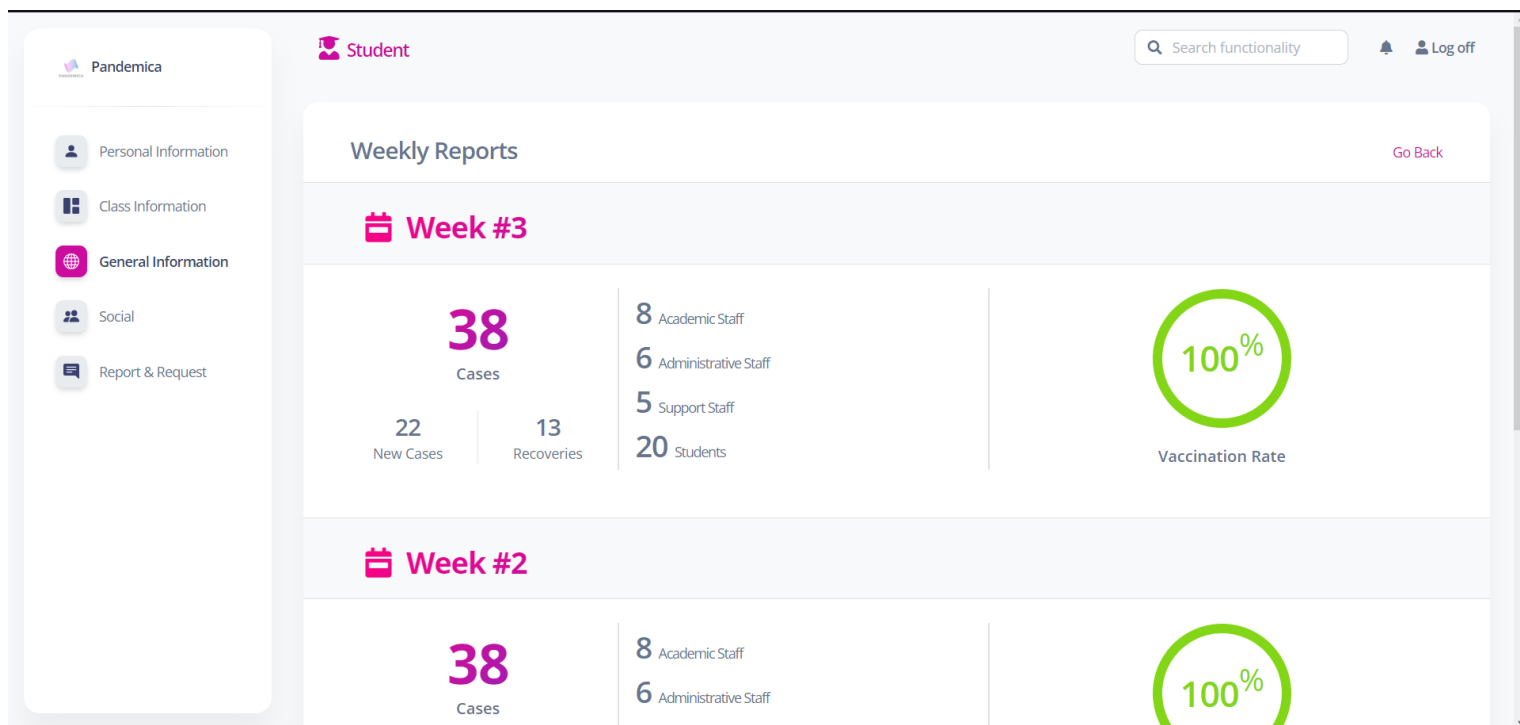 Pandemica
Personal Information
Class Information
General Information
Social
Report & Request
Student
Search functionality
Log off
Weekly Reports
Go Back
Week #3
38
Cases
22
New Cases
13
Recoveries
8 Academic Staff
6 Administrative Staff
5 Support Staff
20 Students
100%
Vaccination Rate
Week #2
38
Cases
8 Academic Staff
6 Administrative Staff
100%